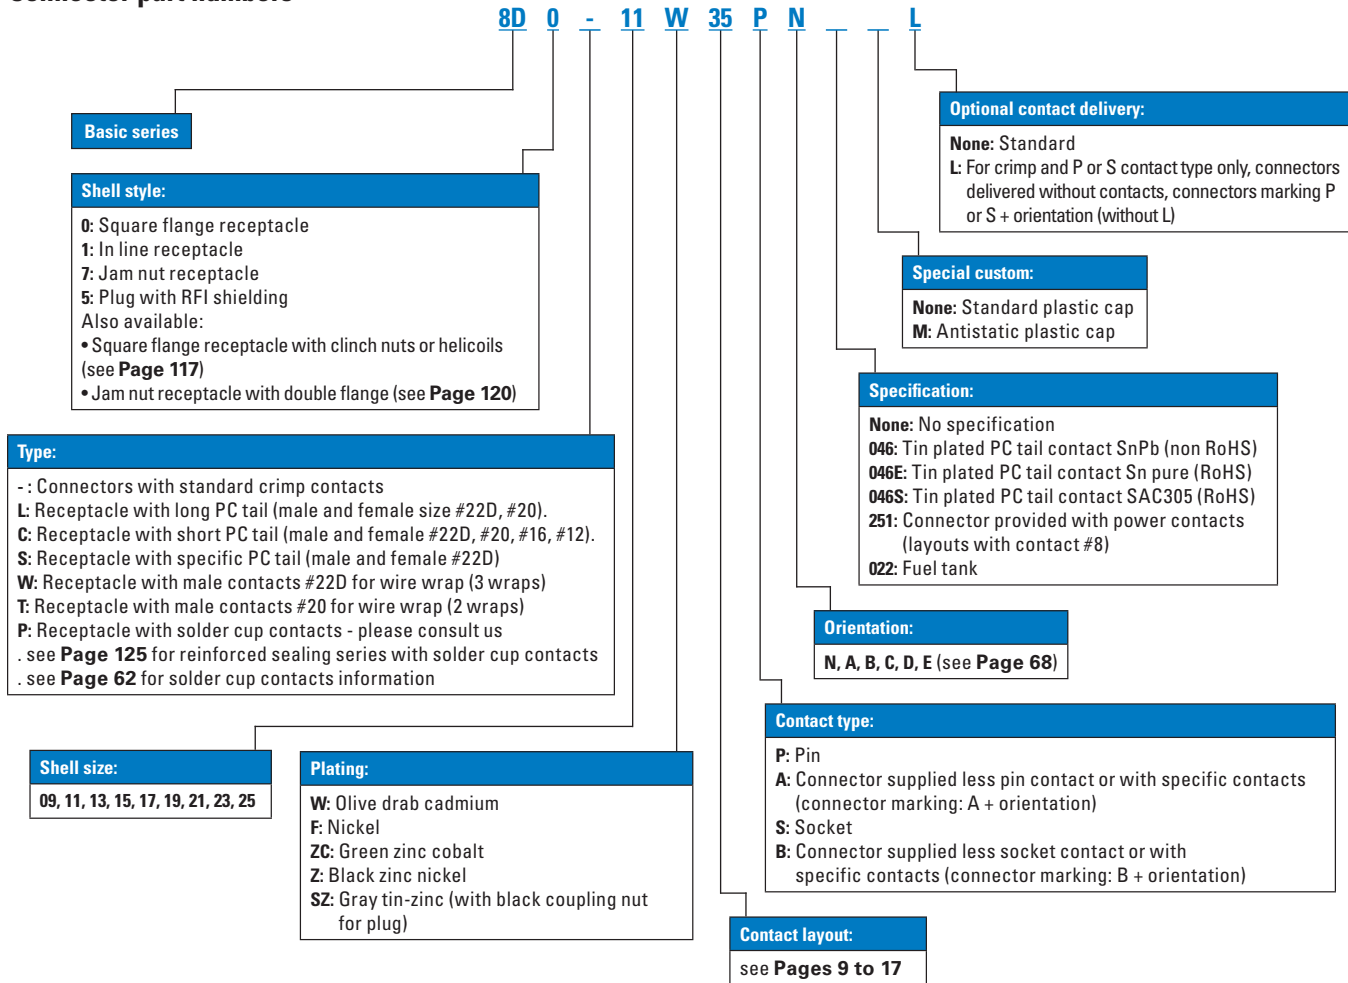 Connector part numbers
8D 0 - 11 W 35 P N _ _ L
Basic series
Shell style:
0: Square flange receptacle
1: In line receptacle
7: Jam nut receptacle
5: Plug with RFI shielding
Also available:
• Square flange receptacle with clinch nuts or helicoils
(see Page 117)
• Jam nut receptacle with double flange (see Page 120)
Type:
- : Connectors with standard crimp contacts
L: Receptacle with long PC tail (male and female size #22D, #20).
C: Receptacle with short PC tail (male and female #22D, #20, #16, #12).
S: Receptacle with specific PC tail (male and female #22D)
W: Receptacle with male contacts #22D for wire wrap (3 wraps)
T: Receptacle with male contacts #20 for wire wrap (2 wraps)
P: Receptacle with solder cup contacts - please consult us
. see Page 125 for reinforced sealing series with solder cup contacts
. see Page 62 for solder cup contacts information
Shell size:
09, 11, 13, 15, 17, 19, 21, 23, 25
Plating:
W: Olive drab cadmium
F: Nickel
ZC: Green zinc cobalt
Z: Black zinc nickel
SZ: Gray tin-zinc (with black coupling nut
for plug)
Optional contact delivery:
None: Standard
L: For crimp and P or S contact type only, connectors
delivered without contacts, connectors marking P
or S + orientation (without L)
Special custom:
None: Standard plastic cap
M: Antistatic plastic cap
Specification:
None: No specification
046: Tin plated PC tail contact SnPb (non RoHS)
046E: Tin plated PC tail contact Sn pure (RoHS)
046S: Tin plated PC tail contact SAC305 (RoHS)
251: Connector provided with power contacts
(layouts with contact #8)
022: Fuel tank
Orientation:
N, A, B, C, D, E (see Page 68)
Contact type:
P: Pin
A: Connector supplied less pin contact or with specific contacts
(connector marking: A + orientation)
S: Socket
B: Connector supplied less socket contact or with
specific contacts (connector marking: B + orientation)
Contact layout:
see Pages 9 to 17